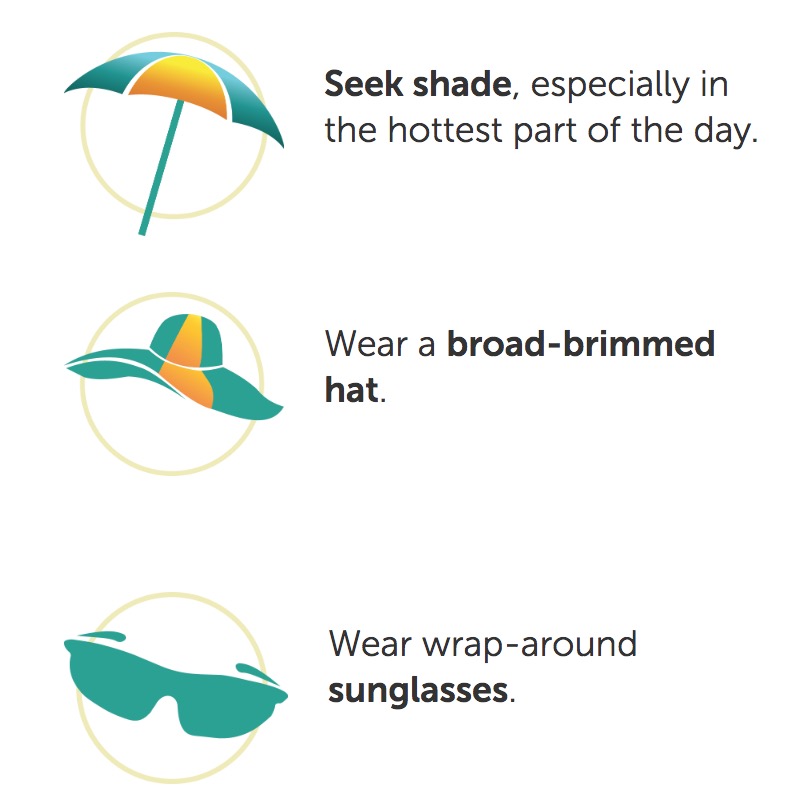 Seek shade, especially in
the hottest part of the day.
Wear a broad-brimmed
hat.
Wear wrap-around
sunglasses.